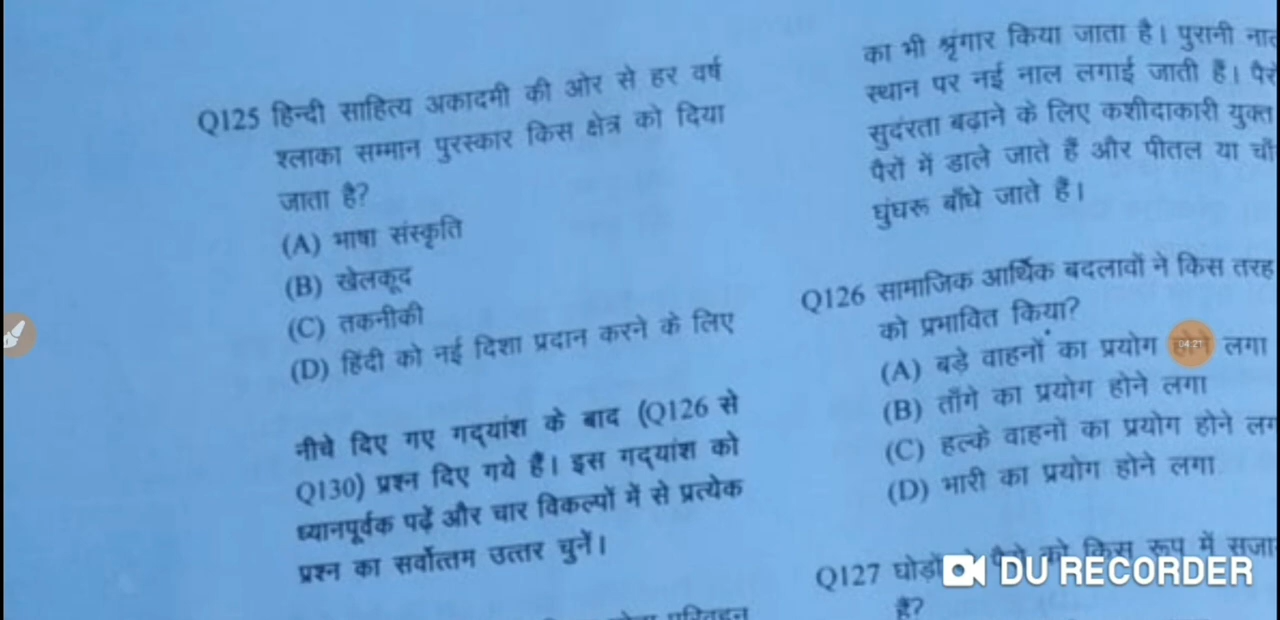 Q125 हिन्दी साहित्य अकादमी की ओर से हर वर्ष
श्लाका सम्मान पुरस्कार किस क्षेत्र को दिया
जाता है?
(A) भाषा संस्कृति
(B) खेलकूद
(C) तकनीकी
(D) हिंदी को नई दिशा प्रदान करने के लिए
नीचे दिए गए गद्यांश के बाद (Q126 से
Q130) प्रश्न दिए गये हैं। इस गद्यांश को
ध्यानपूर्वक पढ़ें और चार विकल्पों में से प्रत्येक
प्रश्न का सर्वोत्तम उत्तर चुनें।
का भी श्रृंगार किया जाता है। पुरानी
स्थान पर नई नाल लगाई जाती हैं।
सुदंरता बढ़ाने के लिए कशीदाकारी युक्त
पैरों में डाले जाते हैं और पीतल या
घुंघरू बाँधे जाते हैं।
Q126 सामाजिक आर्थिक बदलावों ने किस तरह
को प्रभावित किया?
(A) बड़े वाहनों का प्रयोग लगा
04:21
(B) ताँगे का प्रयोग होने लगा
(C) हल्के वाहनों का प्रयोग होने
(D) भारी का प्रयोग होने लगा
Q127 को किस रूप में
हैं?
DU RECORDER